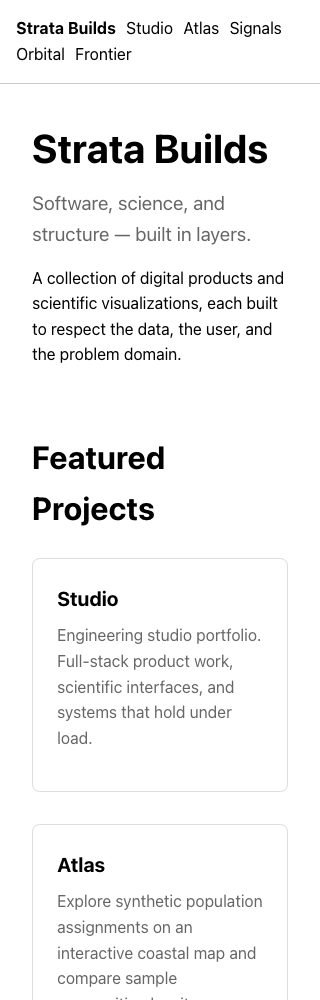 Strata Builds Studio Atlas Signals
Orbital Frontier
Strata Builds
Software, science, and
structure — built in layers.
A collection of digital products and
scientific visualizations, each built
to respect the data, the user, and
the problem domain.
Featured
Projects
Studio
Engineering studio portfolio.
Full-stack product work,
scientific interfaces, and
systems that hold under
load.
Atlas
Explore synthetic population
assignments on an
interactive coastal map and
compare sample